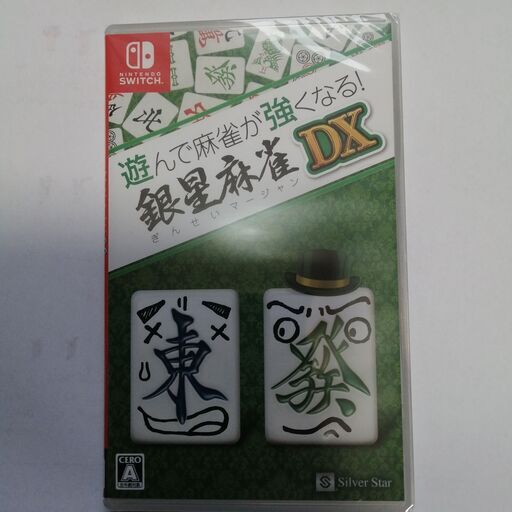 NINTENDO
SWITCH
遊んで麻雀が強くなる!
銀星麻雀 DX
ぎんせいマージャン
東
發
CERO
A
Silver Star